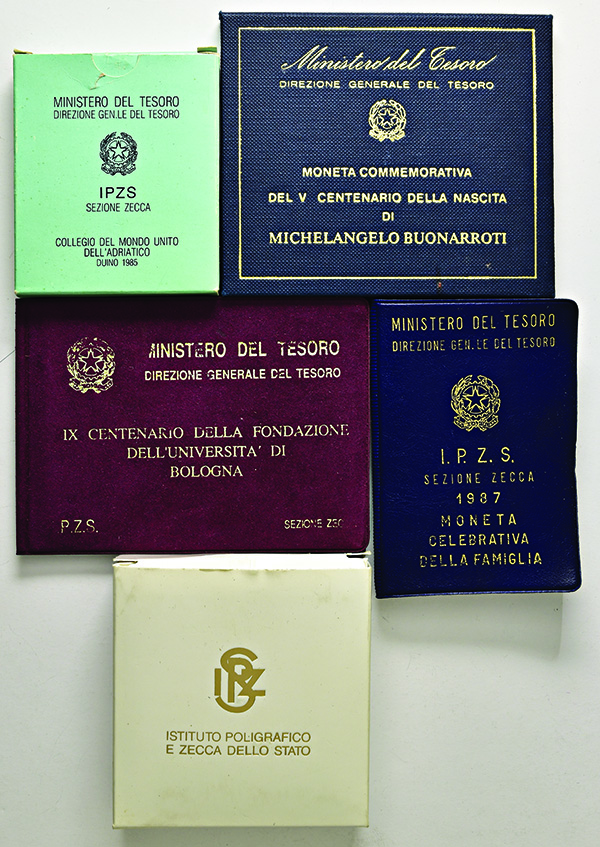 MINISTERO DEL TESORO
DIREZIONE GEN.LE DEL TESORO
IPZS
SEZIONE ZECCA
COLLEGIO DEL MONDO UNITO
DELL'ADRIATICO
DUINO 1985
Ministero del Tesoro
DIREZIONE GENERALE DEL TESORO
MONETA COMMEMORATIVA
DEL V CENTENARIO DELLA NASCITA
DI
MICHELANGELO BUONARROTI
MINISTERO DEL TESORO
DIREZIONE GENERALE DEL TESORO
IX CENTENARIO DELLA FONDAZIONE
DELL'UNIVERSITA' DI
BOLOGNA
P.Z.S.
SEZIONE ZEC
MINISTERO DEL TESORO
DIREZIONE GEN.LE DEL TESORO
I.P.Z.S.
SEZIONE ZECCA
1987
MONETA
CELEBRATIVA
DELLA FAMIGLIA
IPZS
ISTITUTO POLIGRAFICO
E ZECCA DELLO STATO